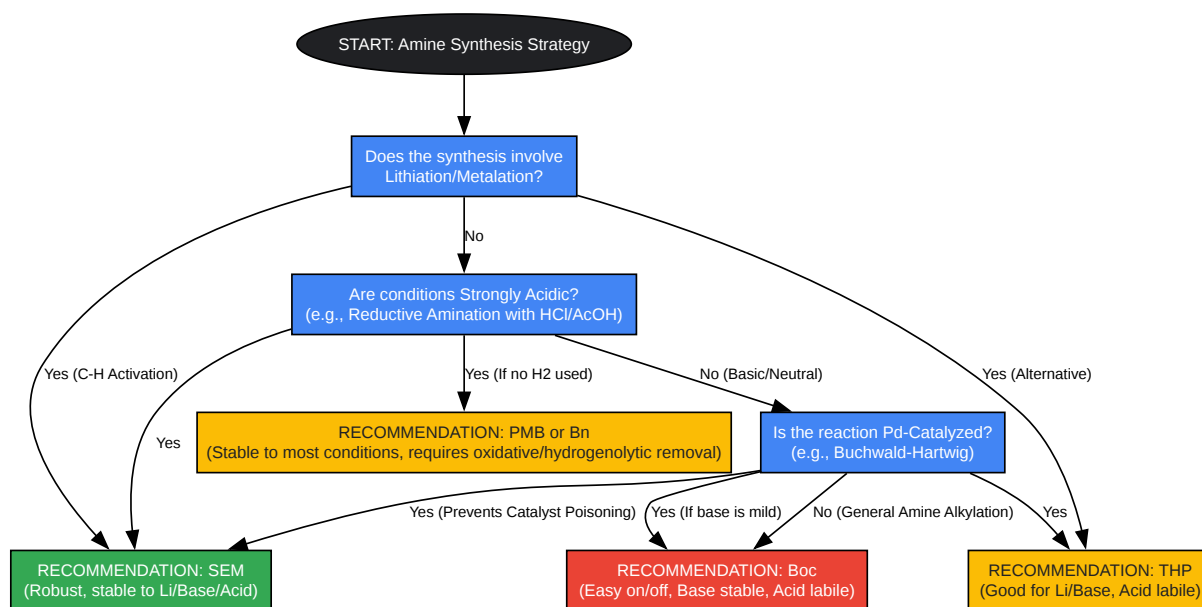 START: Amine Synthesis Strategy
Does the synthesis involve
Lithiation/Metalation?
No
Are conditions Strongly Acidic?
(e.g., Reductive Amination with HCl/AcOH)
Yes (C-H Activation)
Yes (If no H2 used)
No (Basic/Neutral)
Yes (Alternative)
Yes
RECOMMENDATION: PMB or Bn
(Stable to most conditions, requires oxidative/hydrogenolytic removal)
Is the reaction Pd-Catalyzed?
(e.g., Buchwald-Hartwig)
Yes (Prevents Catalyst Poisoning)
Yes (If base is mild)
No (General Amine Alkylation)
Yes
RECOMMENDATION: SEM
(Robust, stable to Li/Base/Acid)
RECOMMENDATION: Boc
(Easy on/off, Base stable, Acid labile)
RECOMMENDATION: THP
(Good for Li/Base, Acid labile)